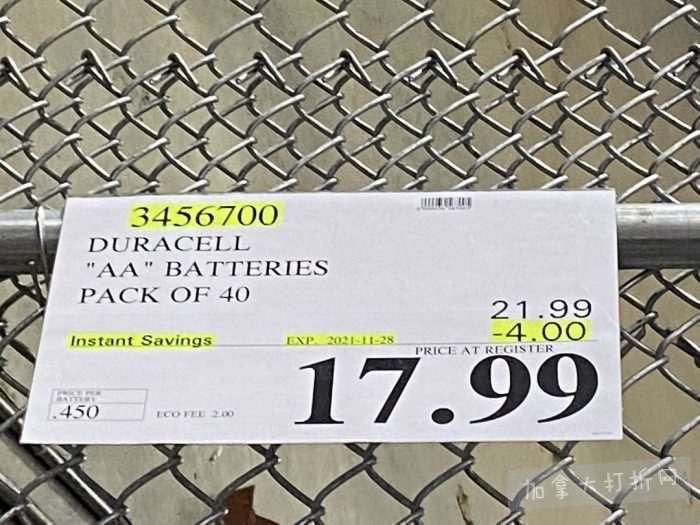 3456700
DURACELL
"AA" BATTERIES
PACK OF 40
21.99
Instant Savings EXP. 2021-11-28 -4.00
PRICE AT REGISTER
17.99
PRICE PER
BATTERY
.450
ECO FEE 2.00
加拿大打折网